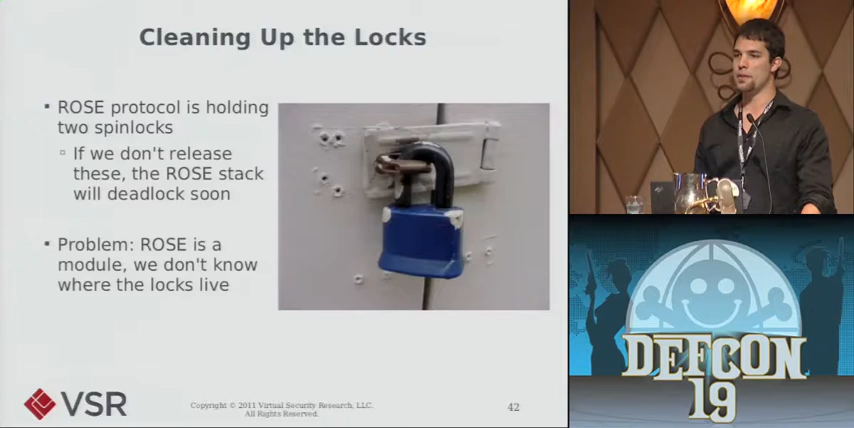 Cleaning Up the Locks
▪ ROSE protocol is holding
two spinlocks
▫ If we don't release
these, the ROSE stack
will deadlock soon
▪ Problem: ROSE is a
module, we don't know
where the locks live
VSR
Copyright © 2011 Virtual Security Research, LLC.
All Rights Reserved.
42
DEFCON
19